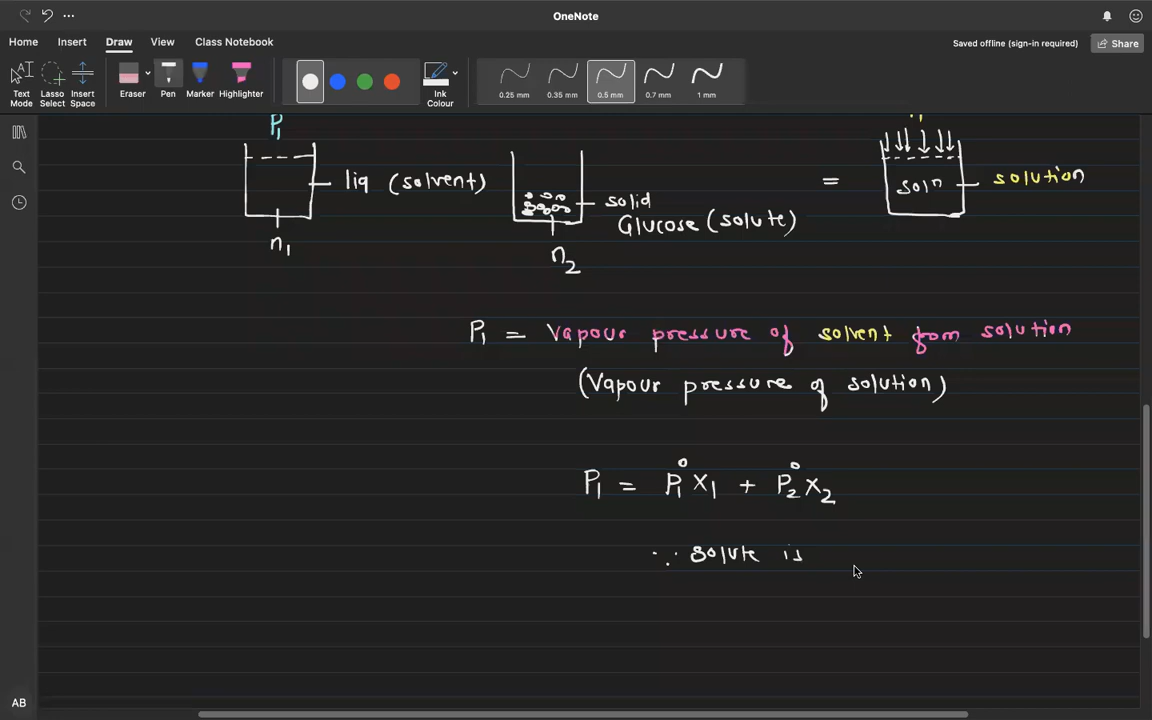 OneNote
Home Insert Draw View Class Notebook
Saved offline (sign-in required)
Share
Text Mode
Lasso Select
Insert Space
Eraser
Pen
Marker
Highlighter
Ink Colour
0.25 mm
0.35 mm
0.5 mm
0.7 mm
1 mm
P₁
liq (solvent)
n₁
solid
Glucose (solute)
n₂
=
soln
solution
P₁ = Vapour pressure of solvent from solution
(Vapour pressure of solution)
P₁ = P₁⁰ X₁ + P₂⁰ X₂
∵ solute is
AB